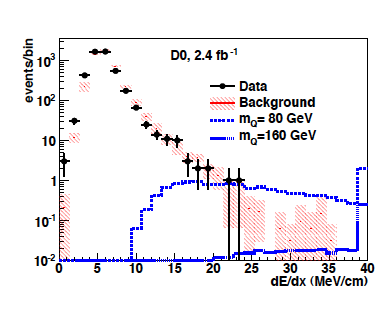 D0, 2.4 fb⁻¹
events/bin
10³
10²
10
1
10⁻¹
10⁻²
Data
Background
m_Q= 80 GeV
m_Q=160 GeV
0 5 10 15 20 25 30 35 40
dE/dx (MeV/cm)